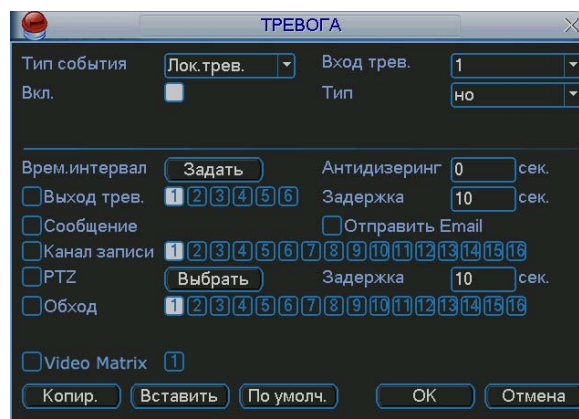 ТРЕВОГА
Тип события Лок.трев. Вход трев. 1
Вкл. Тип но
Врем.интервал Задать Антидизеринг 0 сек.
Выход трев. 1 2 3 4 5 6 Задержка 10 сек.
Сообщение Отправить Email
Канал записи 1 2 3 4 5 6 7 8 9 10 11 12 13 14 15 16
PTZ Выбрать Задержка 10 сек.
Обход 1 2 3 4 5 6 7 8 9 10 11 12 13 14 15 16
Video Matrix 1
Копир. Вставить По умолч. OK Отмена